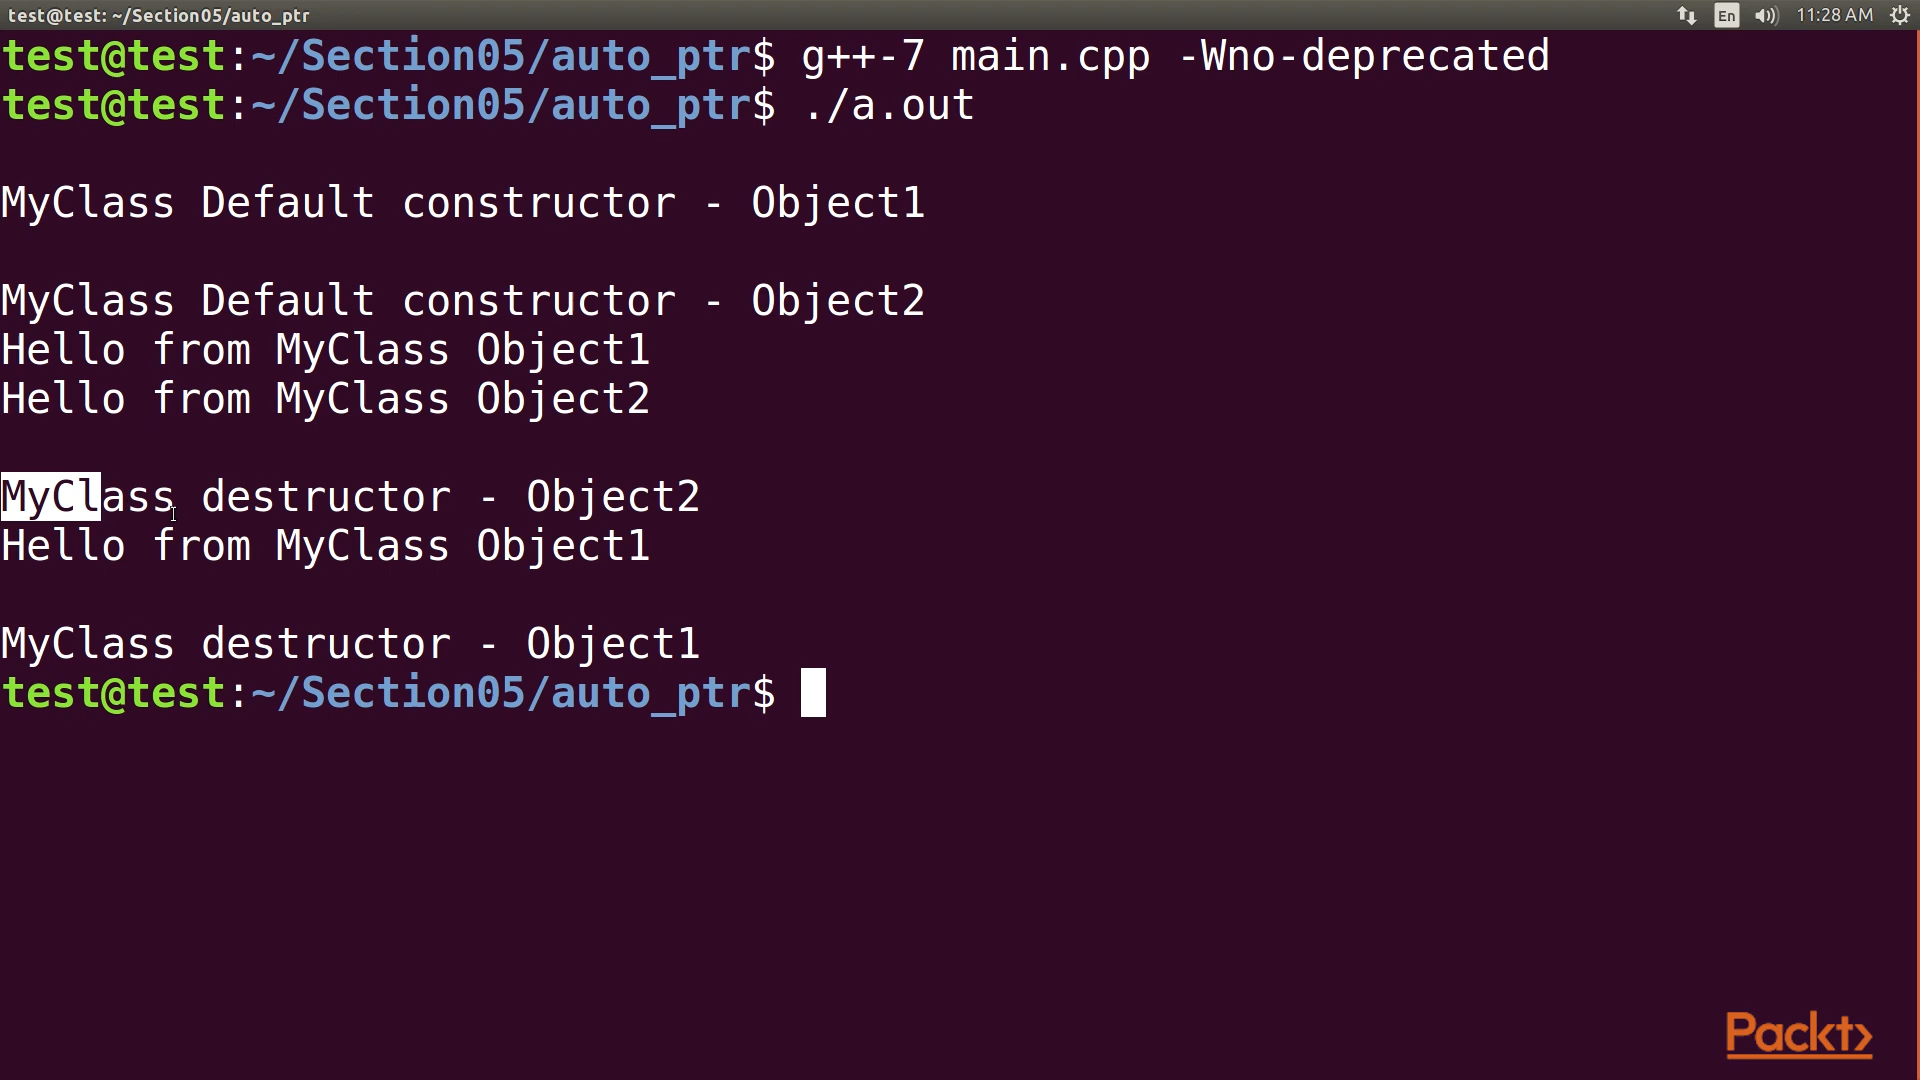 test@test: ~/Section05/auto_ptr
En
11:28 AM
test@test:~/Section05/auto_ptr$ g++-7 main.cpp -Wno-deprecated
test@test:~/Section05/auto_ptr$ ./a.out
MyClass Default constructor - Object1
MyClass Default constructor - Object2
Hello from MyClass Object1
Hello from MyClass Object2
MyClass destructor - Object2
Hello from MyClass Object1
MyClass destructor - Object1
test@test:~/Section05/auto_ptr$
Packt>